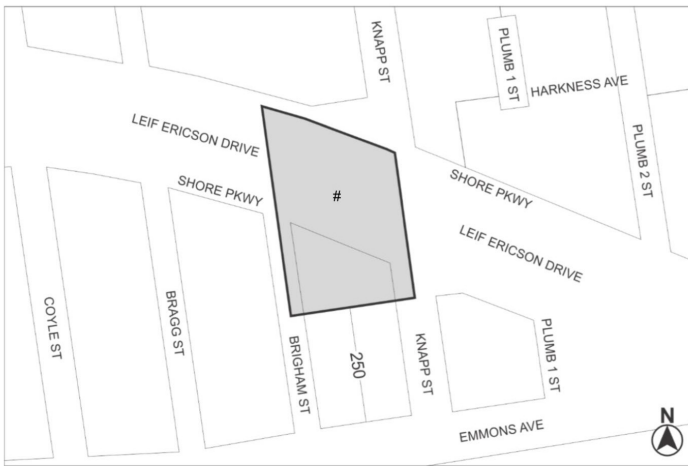 KNAPP ST
PLUMB 1 ST
HARKNESS AVE
LEIF ERICSON DRIVE
PLUMB 2 ST
SHORE PKWY
SHORE PKWY
#
LEIF ERICSON DRIVE
COYLE ST
BRAGG ST
BRIGHAM ST
250
KNAPP ST
PLUMB 1 ST
EMMONS AVE
N